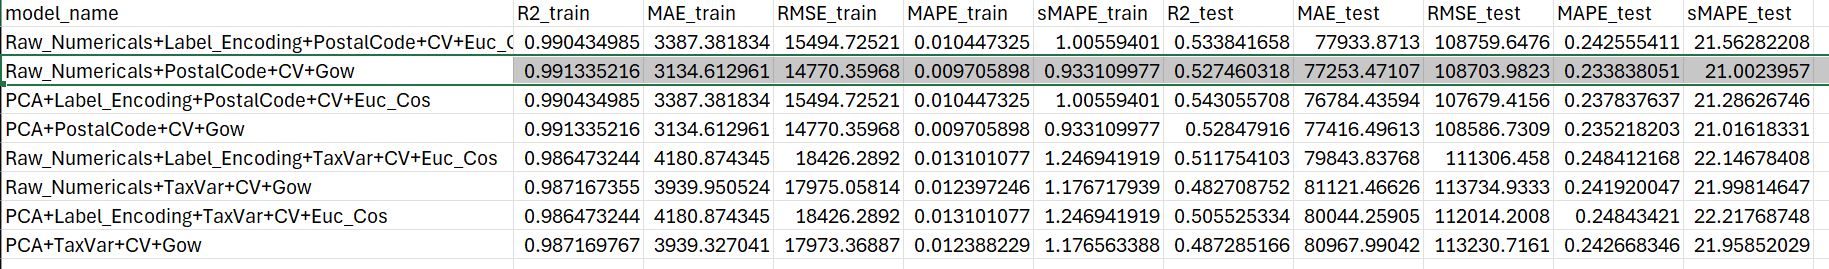 model_name R2_train MAE_train RMSE_train MAPE_train sMAPE_train R2_test MAE_test RMSE_test MAPE_test sMAPE_test
Raw_Numericals+Label_Encoding+PostalCode+CV+Euc_C 0.990434985 3387.381834 15494.72521 0.010447325 1.00559401 0.533841658 77933.8713 108759.6476 0.242555411 21.56282208
Raw_Numericals+PostalCode+CV+Gow 0.991335216 3134.612961 14770.35968 0.009705898 0.933109977 0.527460318 77253.47107 108703.9823 0.233838051 21.0023957
PCA+Label_Encoding+PostalCode+CV+Euc_Cos 0.990434985 3387.381834 15494.72521 0.010447325 1.00559401 0.543055708 76784.43594 107679.4156 0.237837637 21.28626746
PCA+PostalCode+CV+Gow 0.991335216 3134.612961 14770.35968 0.009705898 0.933109977 0.52847916 77416.49613 108586.7309 0.235218203 21.01618331
Raw_Numericals+Label_Encoding+TaxVar+CV+Euc_Cos 0.986473244 4180.874345 18426.2892 0.013101077 1.246941919 0.511754103 79843.83768 111306.458 0.248412168 22.14678408
Raw_Numericals+TaxVar+CV+Gow 0.987167355 3939.950524 17975.05814 0.012397246 1.176717939 0.482708752 81121.46626 113734.9333 0.241920047 21.99814647
PCA+Label_Encoding+TaxVar+CV+Euc_Cos 0.986473244 4180.874345 18426.2892 0.013101077 1.246941919 0.505525334 80044.25905 112014.2008 0.24843421 22.21768748
PCA+TaxVar+CV+Gow 0.987169767 3939.327041 17973.36887 0.012388229 1.176563388 0.487285166 80967.99042 113230.7161 0.242668346 21.95852029